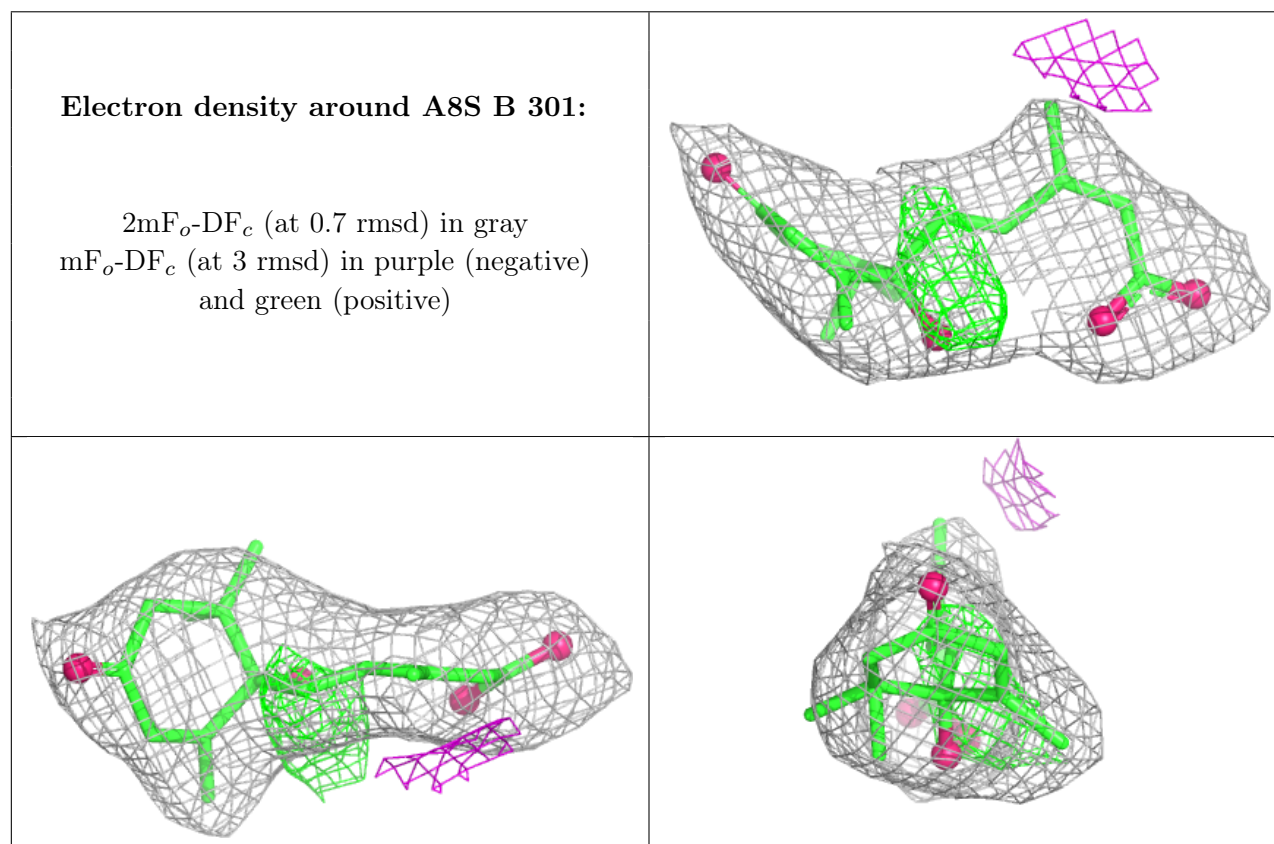 Electron density around A8S B 301:
2mFo-DFc (at 0.7 rmsd) in gray
mFo-DFc (at 3 rmsd) in purple (negative)
and green (positive)